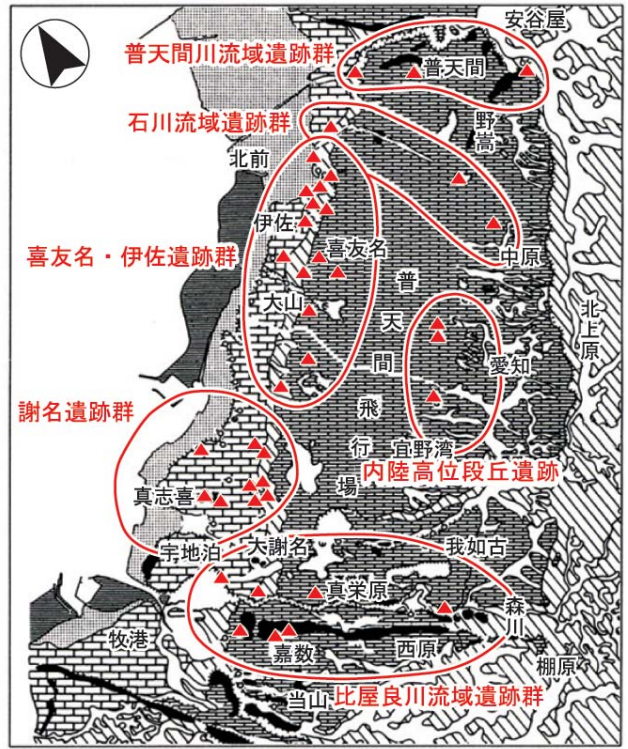 安谷屋
普天間川流域遺跡群
普天間
石川流域遺跡群
野嵩
北前
伊佐
喜友名
喜友名・伊佐遺跡群
中原
大山
普天間飛行場
北上原
愛知
謝名遺跡群
宜野湾
内陸高位段丘遺跡
真志喜
宇地泊
大謝名
我如古
真栄原
森川
牧港
嘉数
西原
棚原
当山
比屋良川流域遺跡群